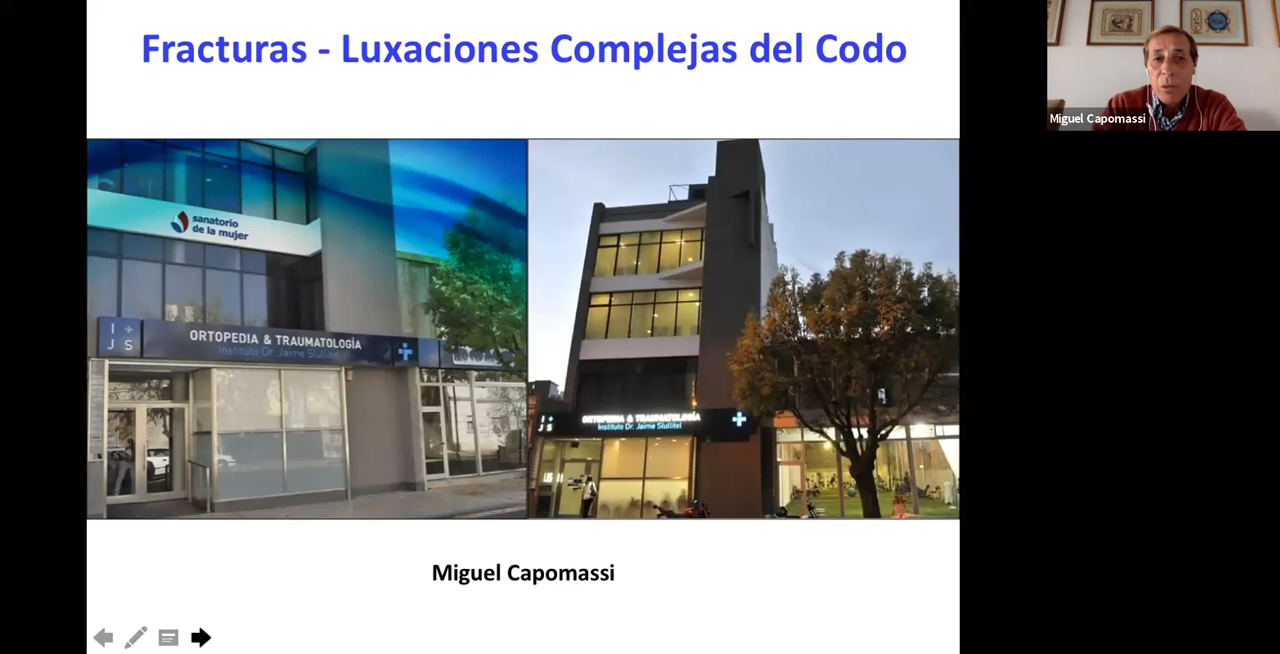 Fracturas - Luxaciones Complejas del Codo
Miguel Capomassi
sanatorio
de la mujer
I +
J S
ORTOPEDIA & TRAUMATOLOGÍA
Instituto Dr. Jaime Slullitel
I +
J S
ORTOPEDIA & TRAUMATOLOGÍA
Instituto Dr. Jaime Slullitel
Miguel Capomassi